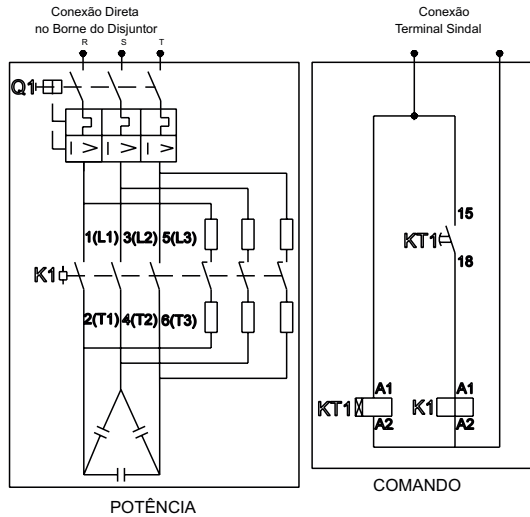 Conexão Direta
no Borne do Disjuntor
R S T
Q1
I > I > I >
1(L1) 3(L2) 5(L3)
K1
2(T1) 4(T2) 6(T3)
POTÊNCIA
Conexão
Terminal Sindal
15
KT1
18
A1 A1
KT1 K1
A2 A2
COMANDO